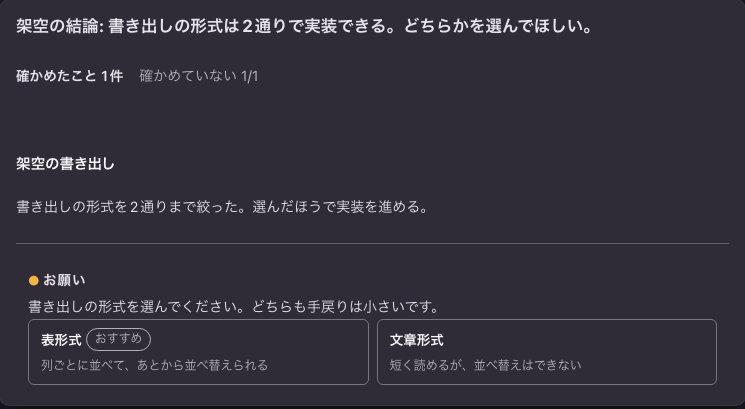 架空の結論: 書き出しの形式は2通りで実装できる。どちらかを選んでほしい。
確かめたこと 1件 確かめていない 1/1
架空の書き出し
書き出しの形式を2通りまで絞った。選んだほうで実装を進める。
お願い
書き出しの形式を選んでください。どちらも手戻りは小さいです。
表形式 おすすめ
列ごとに並べて、あとから並べ替えられる
文章形式
短く読めるが、並べ替えはできない